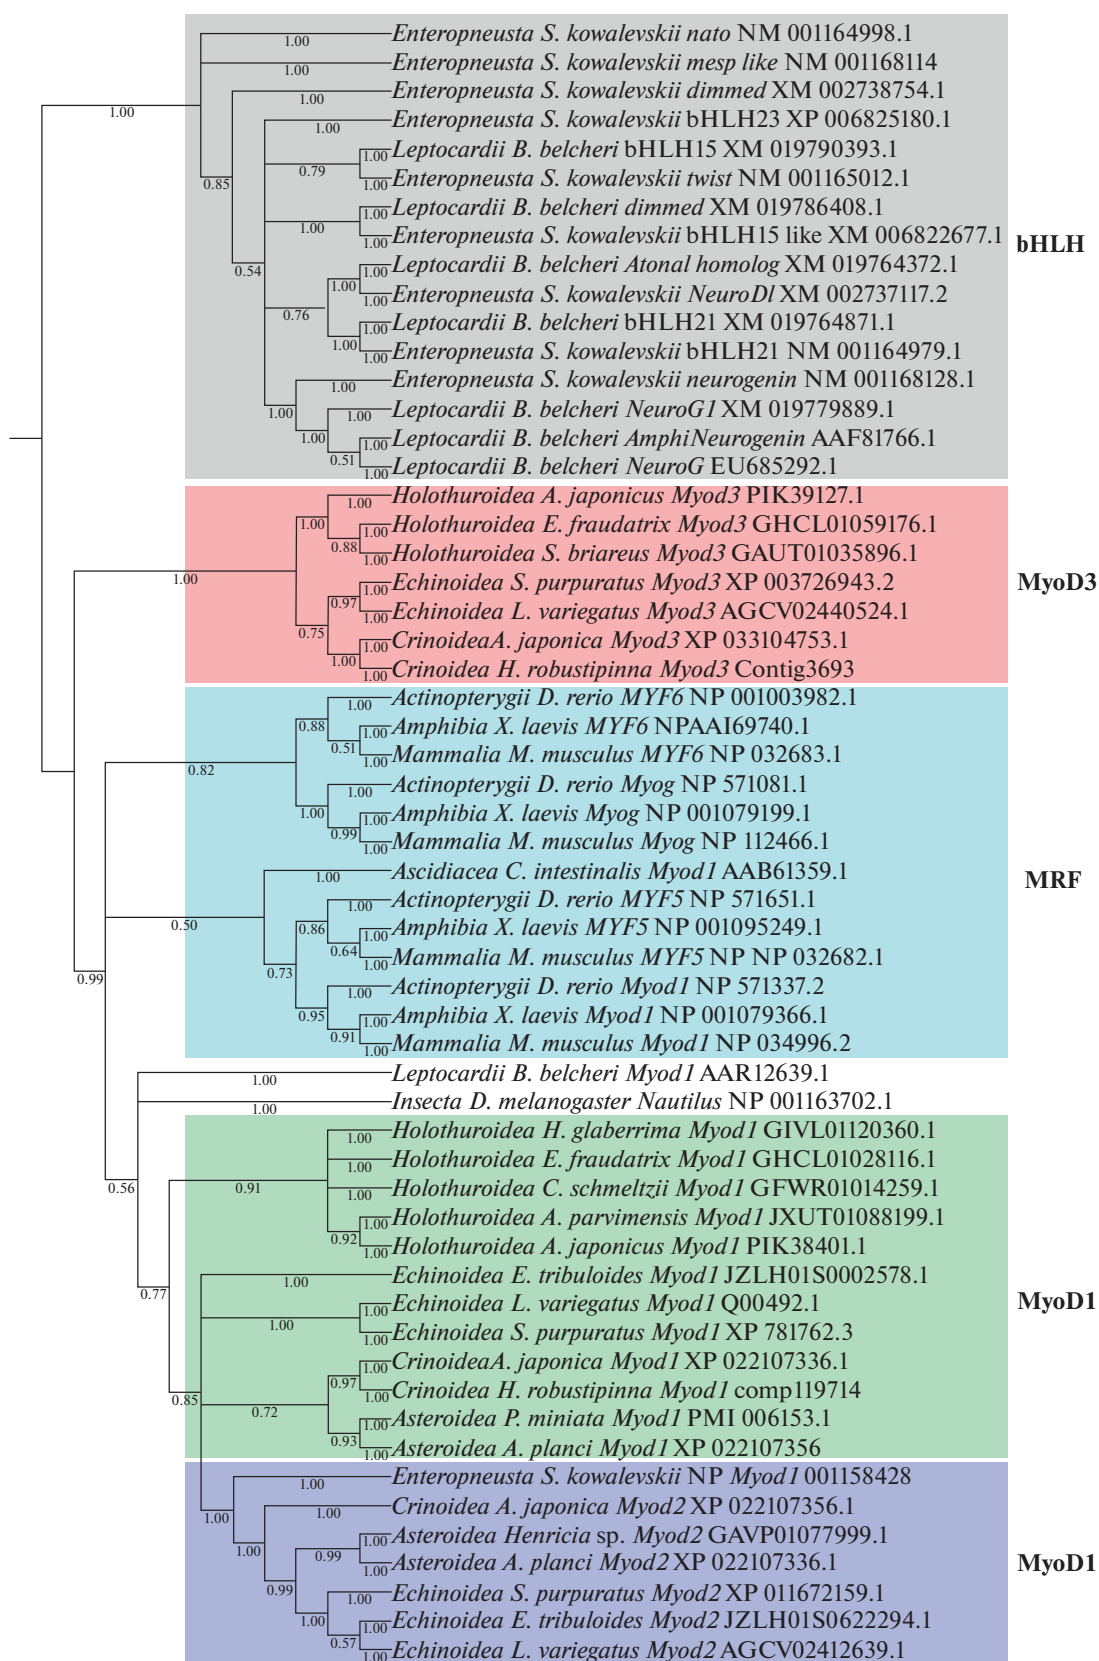 1.00 Enteropneusta S. kowalevskii nato NM 001164998.1
1.00 Enteropneusta S. kowalevskii mesp like NM 001168114
1.00 Enteropneusta S. kowalevskii dimmed XM 002738754.1
1.00
1.00 Enteropneusta S. kowalevskii bHLH23 XP 006825180.1
1.00 Leptocardii B. belcheri bHLH15 XM 019790393.1
0.79
0.85
1.00 Enteropneusta S. kowalevskii twist NM 001165012.1
Leptocardii B. belcheri dimmed XM 019786408.1
1.00
1.00 Enteropneusta S. kowalevskii bHLH15 like XM 006822677.1
bHLH
0.54
Leptocardii B. belcheri Atonal homolog XM 019764372.1
1.00 1.00
1.00 Enteropneusta S. kowalevskii NeuroDl XM 002737117.2
0.76
Leptocardii B. belcheri bHLH21 XM 019764871.1
1.00 1.00
1.00 Enteropneusta S. kowalevskii bHLH21 NM 001164979.1
1.00 Enteropneusta S. kowalevskii neurogenin NM 001168128.1
1.00
1.00 Leptocardii B. belcheri NeuroG1 XM 019779889.1
1.00
1.00 Leptocardii B. belcheri AmphiNeurogenin AAF81766.1
0.51
1.00 Leptocardii B. belcheri NeuroG EU685292.1
1.00 Holothuroidea A. japonicus Myod3 PIK39127.1
1.00
1.00 Holothuroidea E. fraudatrix Myod3 GHCL01059176.1
0.88
1.00 Holothuroidea S. briareus Myod3 GAUT01035896.1
1.00
1.00 Echinoidea S. purpuratus Myod3 XP 003726943.2
MyoD3
0.97
1.00 Echinoidea L. variegatus Myod3 AGCV02440524.1
0.75
1.00 CrinoideaA. japonica Myod3 XP 033104753.1
1.00
1.00 Crinoidea H. robustipinna Myod3 Contig3693
1.00 Actinopterygii D. rerio MYF6 NP 001003982.1
0.88
1.00 Amphibia X. laevis MYF6 NPAAI69740.1
0.51
1.00 Mammalia M. musculus MYF6 NP 032683.1
0.82
1.00 Actinopterygii D. rerio Myog NP 571081.1
1.00
1.00 Amphibia X. laevis Myog NP 001079199.1
0.99
1.00 Mammalia M. musculus Myog NP 112466.1
1.00 Ascidiacea C. intestinalis Myod1 AAB61359.1
MRF
1.00 Actinopterygii D. rerio MYF5 NP 571651.1
0.50
0.86
1.00 Amphibia X. laevis MYF5 NP 001095249.1
0.64
1.00 Mammalia M. musculus MYF5 NP NP 032682.1
0.73
0.99
1.00 Actinopterygii D. rerio Myod1 NP 571337.2
0.95
1.00 Amphibia X. laevis Myod1 NP 001079366.1
0.91
1.00 Mammalia M. musculus Myod1 NP 034996.2
1.00 Leptocardii B. belcheri Myod1 AAR12639.1
1.00 Insecta D. melanogaster Nautilus NP 001163702.1
1.00 Holothuroidea H. glaberrima Myod1 GIVL01120360.1
1.00 Holothuroidea E. fraudatrix Myod1 GHCL01028116.1
0.56
0.91
1.00 Holothuroidea C. schmeltzii Myod1 GFWR01014259.1
1.00 Holothuroidea A. parvimensis Myod1 JXUT01088199.1
0.92
1.00 Holothuroidea A. japonicus Myod1 PIK38401.1
1.00 Echinoidea E. tribuloides Myod1 JZLH01S0002578.1
0.77
1.00 Echinoidea L. variegatus Myod1 Q00492.1
MyoD1
1.00
1.00 Echinoidea S. purpuratus Myod1 XP 781762.3
1.00 CrinoideaA. japonica Myod1 XP 022107336.1
0.97
1.00 Crinoidea H. robustipinna Myod1 comp119714
0.85
0.72
1.00 Asteroidea P. miniata Myod1 PMI 006153.1
0.93
1.00 Asteroidea A. planci Myod1 XP 022107356
1.00 Enteropneusta S. kowalevskii NP Myod1 001158428
1.00
1.00 Crinoidea A. japonica Myod2 XP 022107356.1
1.00
1.00 Asteroidea Henricia sp. Myod2 GAVP01077999.1
0.99
1.00 Asteroidea A. planci Myod2 XP 022107336.1
MyoD1
0.99
1.00 Echinoidea S. purpuratus Myod2 XP 011672159.1
1.00
1.00 Echinoidea E. tribuloides Myod2 JZLH01S0622294.1
0.57
1.00 Echinoidea L. variegatus Myod2 AGCV02412639.1